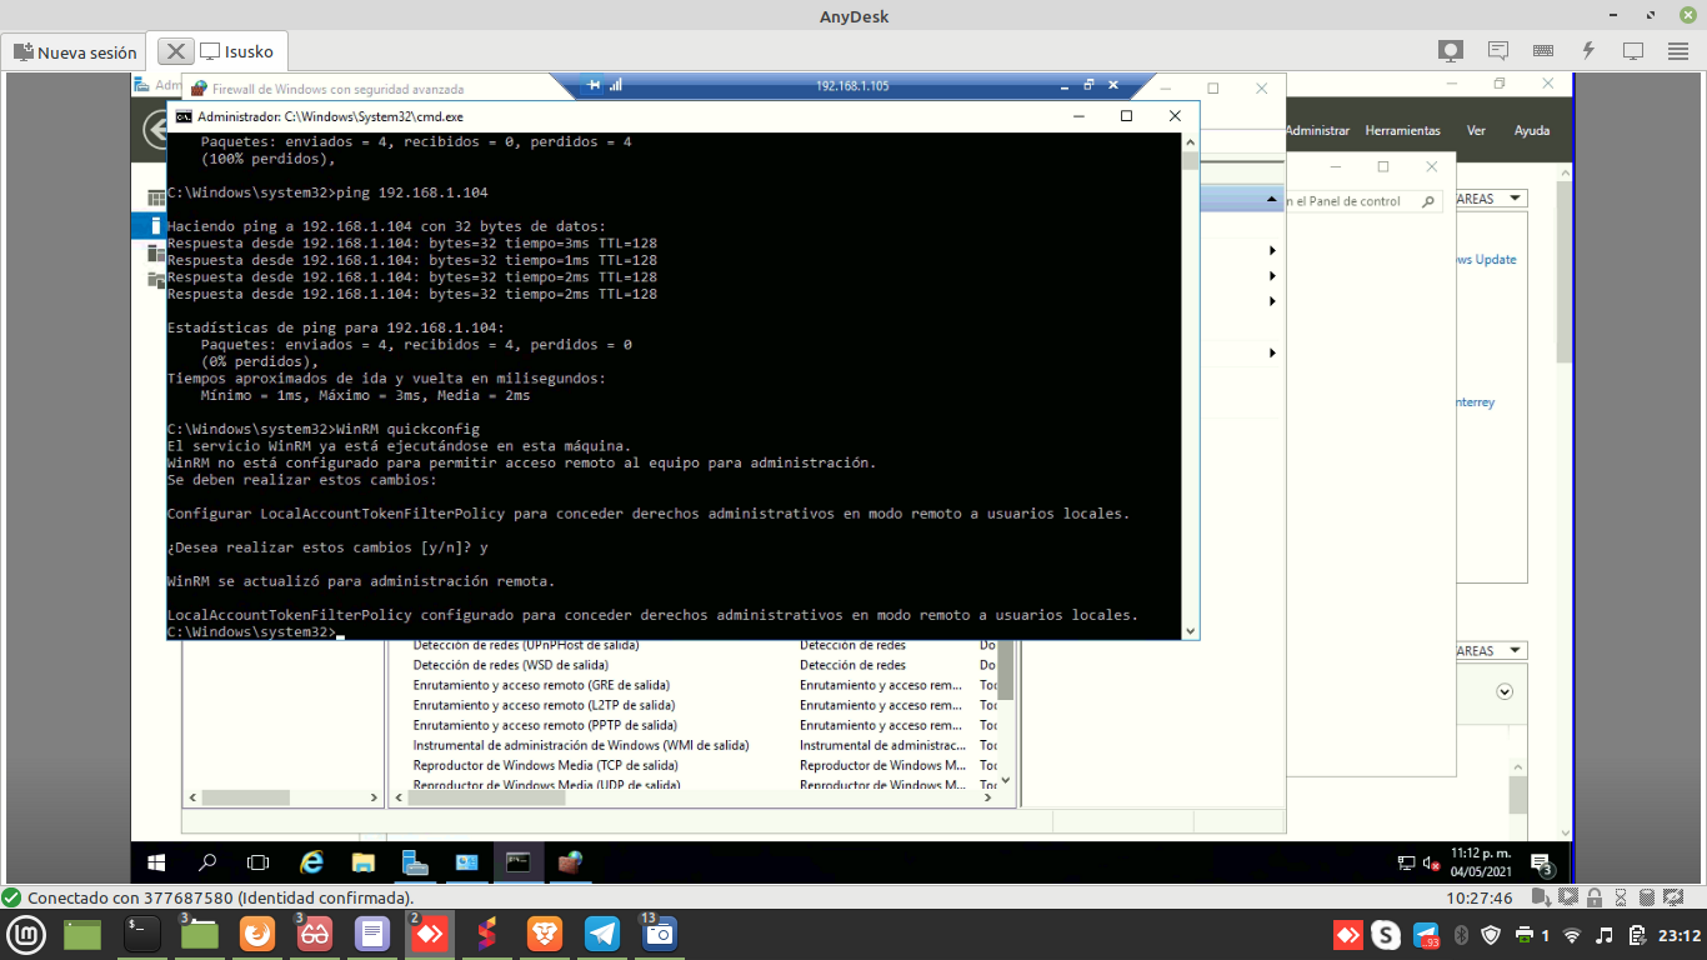 AnyDesk
Nueva sesión
Isusko
Adm
Firewall de Windows con seguridad avanzada
192.168.1.105
Administrador: C:\Windows\System32\cmd.exe
Administrar Herramientas Ver Ayuda
Paquetes: enviados = 4, recibidos = 0, perdidos = 4
(100% perdidos),
C:\Windows\system32>ping 192.168.1.104
n el Panel de control
AREAS
Haciendo ping a 192.168.1.104 con 32 bytes de datos:
Respuesta desde 192.168.1.104: bytes=32 tiempo=3ms TTL=128
Respuesta desde 192.168.1.104: bytes=32 tiempo=1ms TTL=128
ws Update
Respuesta desde 192.168.1.104: bytes=32 tiempo=2ms TTL=128
Respuesta desde 192.168.1.104: bytes=32 tiempo=2ms TTL=128
Estadísticas de ping para 192.168.1.104:
Paquetes: enviados = 4, recibidos = 4, perdidos = 0
(0% perdidos),
Tiempos aproximados de ida y vuelta en milisegundos:
Mínimo = 1ms, Máximo = 3ms, Media = 2ms
nterrey
C:\Windows\system32>WinRM quickconfig
El servicio WinRM ya está ejecutándose en esta máquina.
WinRM no está configurado para permitir acceso remoto al equipo para administración.
Se deben realizar estos cambios:
Configurar LocalAccountTokenFilterPolicy para conceder derechos administrativos en modo remoto a usuarios locales.
¿Desea realizar estos cambios [y/n]? y
WinRM se actualizó para administración remota.
LocalAccountTokenFilterPolicy configurado para conceder derechos administrativos en modo remoto a usuarios locales.
C:\Windows\system32>
Detección de redes (UPnPHost de salida) Detección de redes Do
AREAS
Detección de redes (WSD de salida) Detección de redes Do
Enrutamiento y acceso remoto (GRE de salida) Enrutamiento y acceso rem... Toc
Enrutamiento y acceso remoto (L2TP de salida) Enrutamiento y acceso rem... Toc
Enrutamiento y acceso remoto (PPTP de salida) Enrutamiento y acceso rem... Toc
Instrumental de administración de Windows (WMI de salida) Instrumental de administrac... Toc
Reproductor de Windows Media (TCP de salida) Reproductor de Windows M... Toc
Reproductor de Windows Media (UDP de salida) Reproductor de Windows M... Toc
11:12 p. m.
04/05/2021
3
Conectado con 377687580 (Identidad confirmada).
10:27:46
3 3 2 13
93
1
23:12